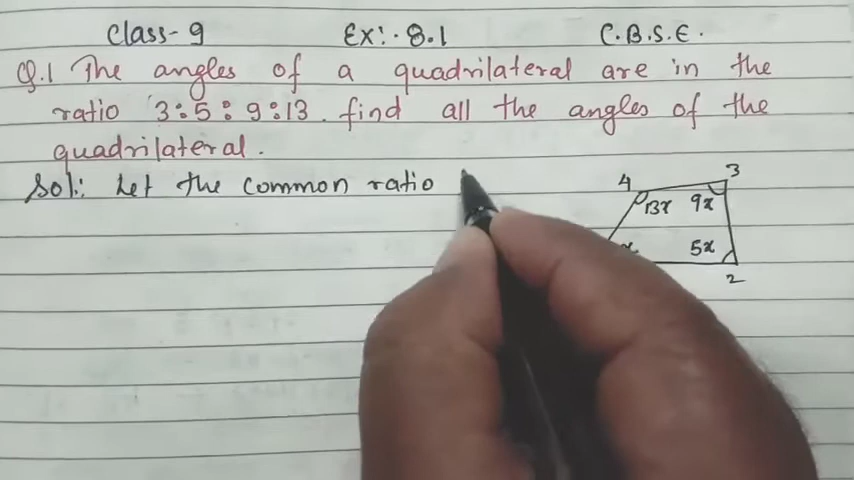 Class-9 Ex:-8.1 C.B.S.E.
Q.1 The angles of a quadrilateral are in the
ratio 3:5:9:13. find all the angles of the
quadrilateral.
Sol:. Let the common ratio
4 3
13x 9x
x 5x
2